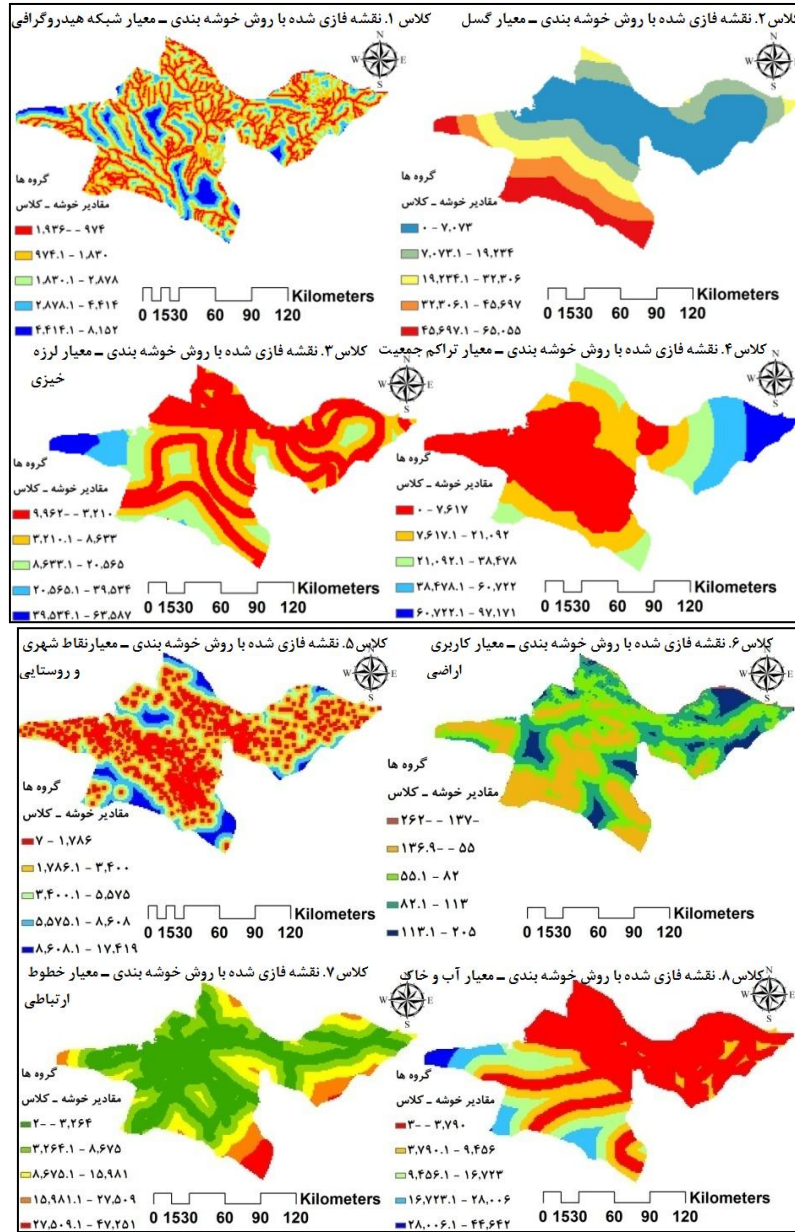 کلاس ۱. نقشه فازی شده با روش خوشه بندی – معیار شبکه هیدروگرافی
N
W E
S
گروه ها
مقادیر خوشه – کلاس
۱,۹۳۶- – ۹۷۴
۹۷۴.۱ – ۱,۸۳۰
۱,۸۳۰.۱ – ۲,۸۷۸
۲,۸۷۸.۱ – ۴,۴۱۴
۴,۴۱۴.۱ – ۸,۱۵۲
Kilometers
0 1530 60 90 120
کلاس ۲. نقشه فازی شده با روش خوشه بندی – معیار گسل
N
W E
S
گروه ها
مقادیر خوشه – کلاس
۰ – ۷,۰۷۳
۷,۰۷۳.۱ – ۱۹,۲۳۴
۱۹,۲۳۴.۱ – ۳۲,۳۰۶
۳۲,۳۰۶.۱ – ۴۵,۶۹۷
۴۵,۶۹۷.۱ – ۶۵,۰۵۵
Kilometers
0 1530 60 90 120
کلاس ۳. نقشه فازی شده با روش خوشه بندی – معیار لرزه
خیزی
N
W E
S
گروه ها
مقادیر خوشه – کلاس
۹,۹۶۲- – ۳,۲۱۰
۳,۲۱۰.۱ – ۸,۶۳۳
۸,۶۳۳.۱ – ۲۰,۵۶۵
۲۰,۵۶۵.۱ – ۳۹,۵۳۴
۳۹,۵۳۴.۱ – ۶۳,۵۸۷
Kilometers
0 1530 60 90 120
کلاس ۴. نقشه فازی شده با روش خوشه بندی – معیار تراکم جمعیت
N
W E
S
گروه ها
مقادیر خوشه – کلاس
۰ – ۷,۶۱۷
۷,۶۱۷.۱ – ۲۱,۰۹۲
۲۱,۰۹۲.۱ – ۳۸,۴۷۸
۳۸,۴۷۸.۱ – ۶۰,۷۲۲
۶۰,۷۲۲.۱ – ۹۷,۱۷۱
Kilometers
0 1530 60 90 120
کلاس ۵. نقشه فازی شده با روش خوشه بندی – معیارنقاط شهری
و روستایی
N
W E
S
گروه ها
مقادیر خوشه – کلاس
۷ – ۱,۷۸۶
۱,۷۸۶.۱ – ۳,۴۰۰
۳,۴۰۰.۱ – ۵,۵۷۵
۵,۵۷۵.۱ – ۸,۶۰۸
۸,۶۰۸.۱ – ۱۷,۴۱۹
Kilometers
0 1530 60 90 120
کلاس ۶. نقشه فازی شده با روش خوشه بندی – معیار کاربری
اراضی
N
W E
S
گروه ها
مقادیر خوشه – کلاس
۲۶۲- – ۱۳۷-
۱۳۶.۹- – ۵۵
۵۵.۱ – ۸۲
۸۲.۱ – ۱۱۳
۱۱۳.۱ – ۲۰۵
Kilometers
0 1530 60 90 120
کلاس ۷. نقشه فازی شده با روش خوشه بندی – معیار خطوط
ارتباطی
N
W E
S
گروه ها
مقادیر خوشه – کلاس
۲- – ۳,۲۶۴
۳,۲۶۴.۱ – ۸,۶۷۵
۸,۶۷۵.۱ – ۱۵,۹۸۱
۱۵,۹۸۱.۱ – ۲۷,۵۰۹
۲۷,۵۰۹.۱ – ۴۷,۲۵۱
Kilometers
0 1530 60 90 120
کلاس ۸. نقشه فازی شده با روش خوشه بندی – معیار آب و خاک
N
W E
S
گروه ها
مقادیر خوشه – کلاس
۳- – ۳,۷۹۰
۳,۷۹۰.۱ – ۹,۴۵۶
۹,۴۵۶.۱ – ۱۶,۷۲۳
۱۶,۷۲۳.۱ – ۲۸,۰۰۶
۲۸,۰۰۶.۱ – ۴۴,۶۴۲
Kilometers
0 1530 60 90 120